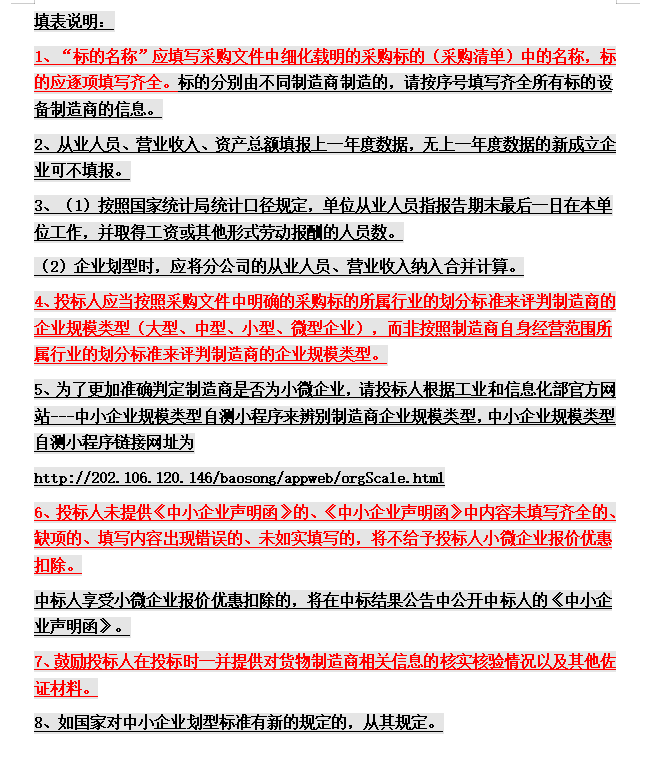 填表说明：
1、“标的名称”应填写采购文件中细化载明的采购标的（采购清单）中的名称，标
的应逐项填写齐全。标的分别由不同制造商制造的，请按序号填写齐全所有标的设
备制造商的信息。
2、从业人员、营业收入、资产总额填报上一年度数据，无上一年度数据的新成立企
业可不填报。
3、（1）按照国家统计局统计口径规定，单位从业人员指报告期末最后一日在本单
位工作，并取得工资或其他形式劳动报酬的人员数。
（2）企业划型时，应将分公司的从业人员、营业收入纳入合并计算。
4、投标人应当按照采购文件中明确的采购标的所属行业的划分标准来评判制造商的
企业规模类型（大型、中型、小型、微型企业），而非按照制造商自身经营范围所
属行业的划分标准来评判制造商的企业规模类型。
5、为了更加准确判定制造商是否为小微企业，请投标人根据工业和信息化部官方网
站---中小企业规模类型自测小程序来辨别制造商企业规模类型，中小企业规模类型
自测小程序链接网址为
http://202.106.120.146/baosong/appweb/orgScale.html
6、投标人未提供《中小企业声明函》的、《中小企业声明函》中内容未填写齐全的、
缺项的、填写内容出现错误的、未如实填写的，将不给予投标人小微企业报价优惠
扣除。
中标人享受小微企业报价优惠扣除的，将在中标结果公告中公开中标人的《中小企
业声明函》。
7、鼓励投标人在投标时一并提供对货物制造商相关信息的核实核验情况以及其他佐
证材料。
8、如国家对中小企业划型标准有新的规定的，从其规定。